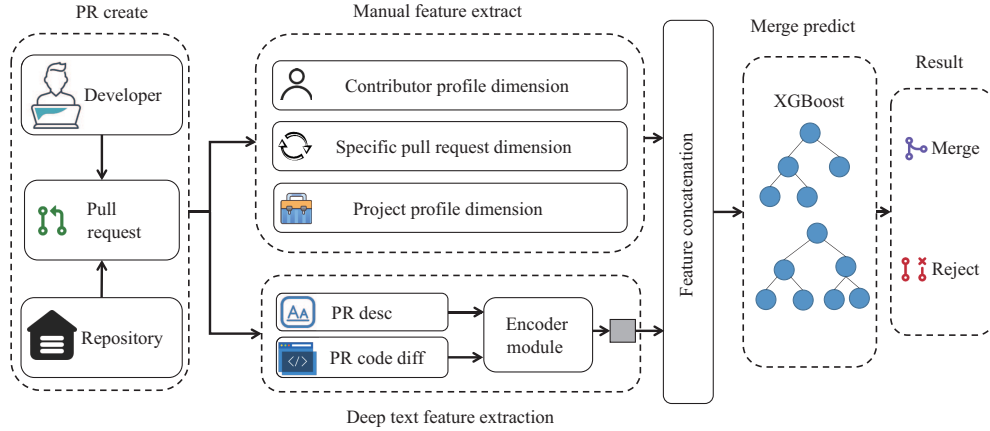 PR create
Developer
Pull
request
Repository
Manual feature extract
Contributor profile dimension
Specific pull request dimension
Project profile dimension
AA
PR desc
</>
PR code diff
Encoder
module
Deep text feature extraction
Feature concatenation
Merge predict
XGBoost
Result
Merge
Reject